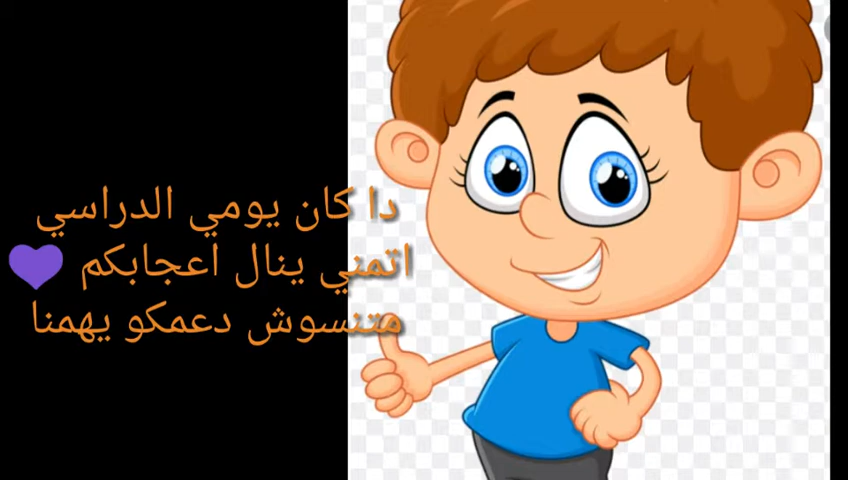 دا كان يومي الدراسي
اتمني ينال اعجابكم 💜
متنسوش دعمكو يهمنا